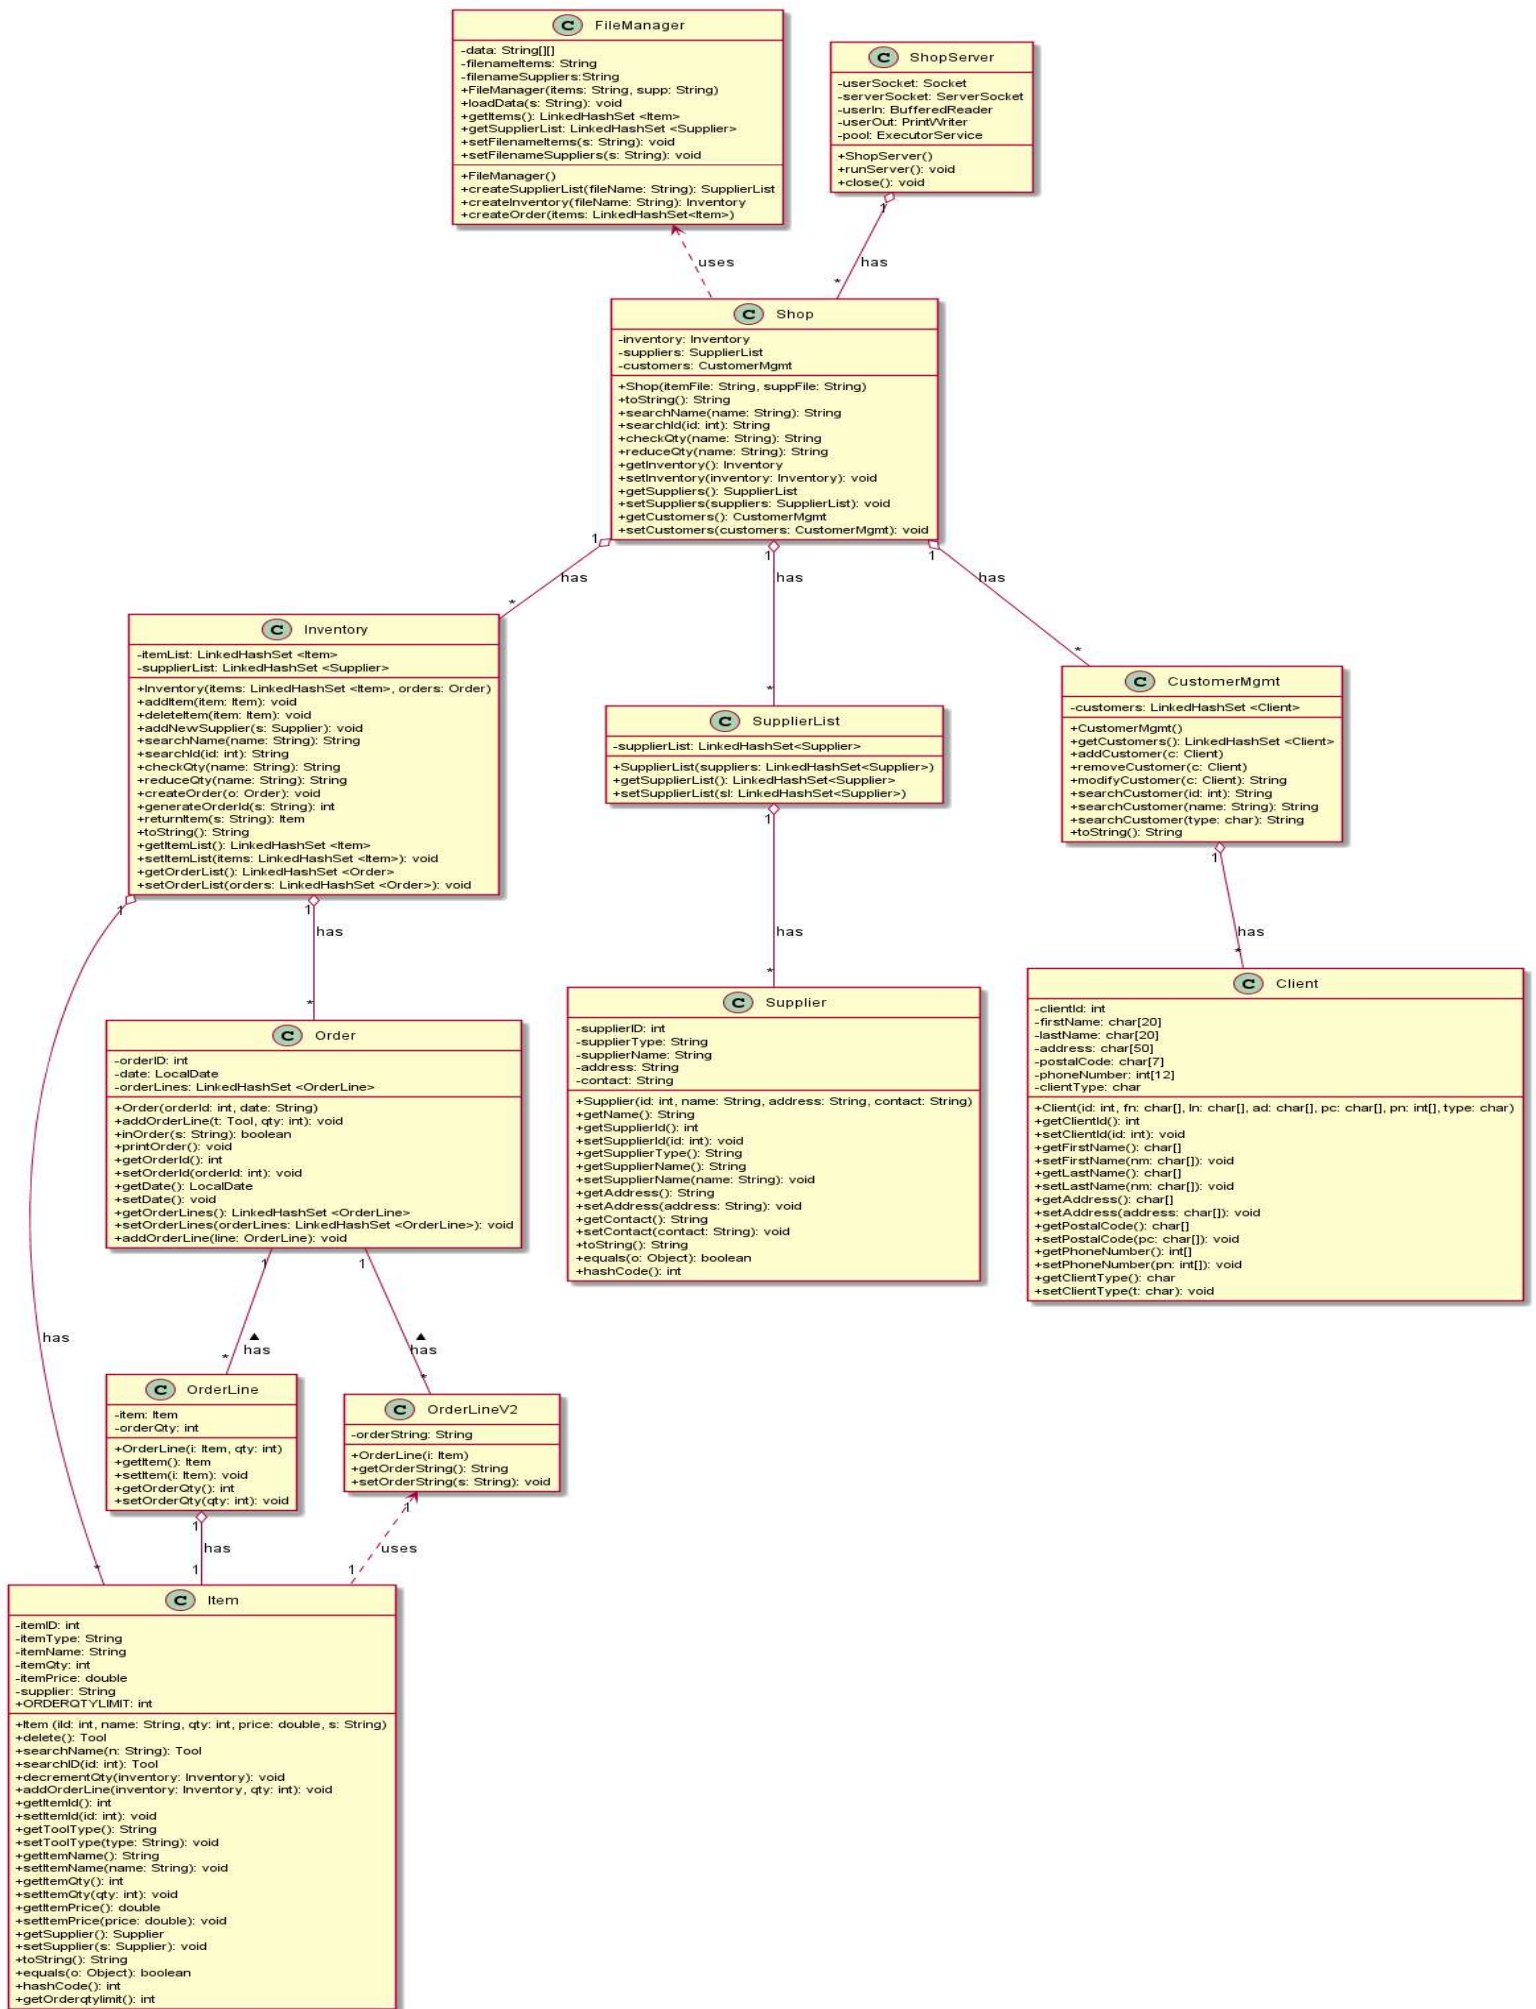 C FileManager
-data: String[][]
-filenameItems: String
-filenameSuppliers:String
+FileManager(items: String, supp: String)
+loadData(s: String): void
+getItems(): LinkedHashSet <Item>
+getSupplierList: LinkedHashSet <Supplier>
+setFilenameItems(s: String): void
+setFilenameSuppliers(s: String): void
+FileManager()
+createSupplierList(fileName: String): SupplierList
+createInventory(fileName: String): Inventory
+createOrder(items: LinkedHashSet<Item>)
C ShopServer
-userSocket: Socket
-serverSocket: ServerSocket
-userIn: BufferedReader
-userOut: PrintWriter
-pool: ExecutorService
+ShopServer()
+runServer(): void
+close(): void
1
uses
has
*
C Shop
-inventory: Inventory
-suppliers: SupplierList
-customers: CustomerMgmt
+Shop(itemFile: String, suppFile: String)
+toString(): String
+searchName(name: String): String
+searchId(id: int): String
+checkQty(name: String): String
+reduceQty(name: String): String
+getInventory(): Inventory
+setInventory(inventory: Inventory): void
+getSuppliers(): SupplierList
+setSuppliers(suppliers: SupplierList): void
+getCustomers(): CustomerMgmt
+setCustomers(customers: CustomerMgmt): void
1
1
1
has
has
has
*
*
*
C Inventory
-itemList: LinkedHashSet <Item>
-supplierList: LinkedHashSet <Supplier>
+Inventory(items: LinkedHashSet <Item>, orders: Order)
+addItem(item: Item): void
+deleteItem(item: Item): void
+addNewSupplier(s: Supplier): void
+searchName(name: String): String
+searchId(id: int): String
+checkQty(name: String): String
+reduceQty(name: String): String
+createOrder(o: Order): void
+generateOrderId(s: String): int
+returnItem(s: String): Item
+toString(): String
+getItemList(): LinkedHashSet <Item>
+setItemList(items: LinkedHashSet <Item>): void
+getOrderList(): LinkedHashSet <Order>
+setOrderList(orders: LinkedHashSet <Order>): void
C SupplierList
-supplierList: LinkedHashSet<Supplier>
+SupplierList(suppliers: LinkedHashSet<Supplier>)
+getSupplierList(): LinkedHashSet<Supplier>
+setSupplierList(sl: LinkedHashSet<Supplier>)
C CustomerMgmt
-customers: LinkedHashSet <Client>
+CustomerMgmt()
+getCustomers(): LinkedHashSet <Client>
+addCustomer(c: Client)
+removeCustomer(c: Client)
+modifyCustomer(c: Client): String
+searchCustomer(id: int): String
+searchCustomer(name: String): String
+searchCustomer(type: char): String
+toString(): String
1
1
1
1
has
has
has
*
*
*
C Order
-orderID: int
-date: LocalDate
-orderLines: LinkedHashSet <OrderLine>
+Order(orderId: int, date: String)
+addOrderLine(t: Tool, qty: int): void
+inOrder(s: String): boolean
+printOrder(): void
+getOrderId(): int
+setOrderId(orderId: int): void
+getDate(): LocalDate
+setDate(): void
+getOrderLines(): LinkedHashSet <OrderLine>
+setOrderLines(orderLines: LinkedHashSet <OrderLine>): void
+addOrderLine(line: OrderLine): void
C Supplier
-supplierID: int
-supplierType: String
-supplierName: String
-address: String
-contact: String
+Supplier(id: int, name: String, address: String, contact: String)
+getName(): String
+getSupplierId(): int
+setSupplierId(id: int): void
+getSupplierType(): String
+getSupplierName(): String
+setSupplierName(name: String): void
+getAddress(): String
+setAddress(address: String): void
+getContact(): String
+setContact(contact: String): void
+toString(): String
+equals(o: Object): boolean
+hashCode(): int
C Client
-clientId: int
-firstName: char[20]
-lastName: char[20]
-address: char[50]
-postalCode: char[7]
-phoneNumber: int[12]
-clientType: char
+Client(id: int, fn: char[], ln: char[], ad: char[], pc: char[], pn: int[], type: char)
+getClientId(): int
+setClientId(id: int): void
+getFirstName(): char[]
+setFirstName(nm: char[]): void
+getLastName(): char[]
+setLastName(nm: char[]): void
+getAddress(): char[]
+setAddress(address: char[]): void
+getPostalCode(): char[]
+setPostalCode(pc: char[]): void
+getPhoneNumber(): int[]
+setPhoneNumber(pn: int[]): void
+getClientType(): char
+setClientType(t: char): void
1
1
has
has
has
*
*
C OrderLine
-item: Item
-orderQty: int
+OrderLine(i: Item, qty: int)
+getItem(): Item
+setItem(i: Item): void
+getOrderQty(): int
+setOrderQty(qty: int): void
C OrderLineV2
-orderString: String
+OrderLine(i: Item)
+getOrderString(): String
+setOrderString(s: String): void
1
1
has
uses
*
1
1
C Item
-itemID: int
-itemType: String
-itemName: String
-itemQty: int
-itemPrice: double
-supplier: String
+ORDERQTYLIMIT: int
+Item (iId: int, name: String, qty: int, price: double, s: String)
+delete(): Tool
+searchName(n: String): Tool
+searchID(id: int): Tool
+decrementQty(inventory: Inventory): void
+addOrderLine(inventory: Inventory, qty: int): void
+getItemId(): int
+setItemId(id: int): void
+getToolType(): String
+setToolType(type: String): void
+getItemName(): String
+setItemName(name: String): void
+getItemQty(): int
+setItemQty(qty: int): void
+getItemPrice(): double
+setItemPrice(price: double): void
+getSupplier(): Supplier
+setSupplier(s: Supplier): void
+toString(): String
+equals(o: Object): boolean
+hashCode(): int
+getOrderqtylimit(): int